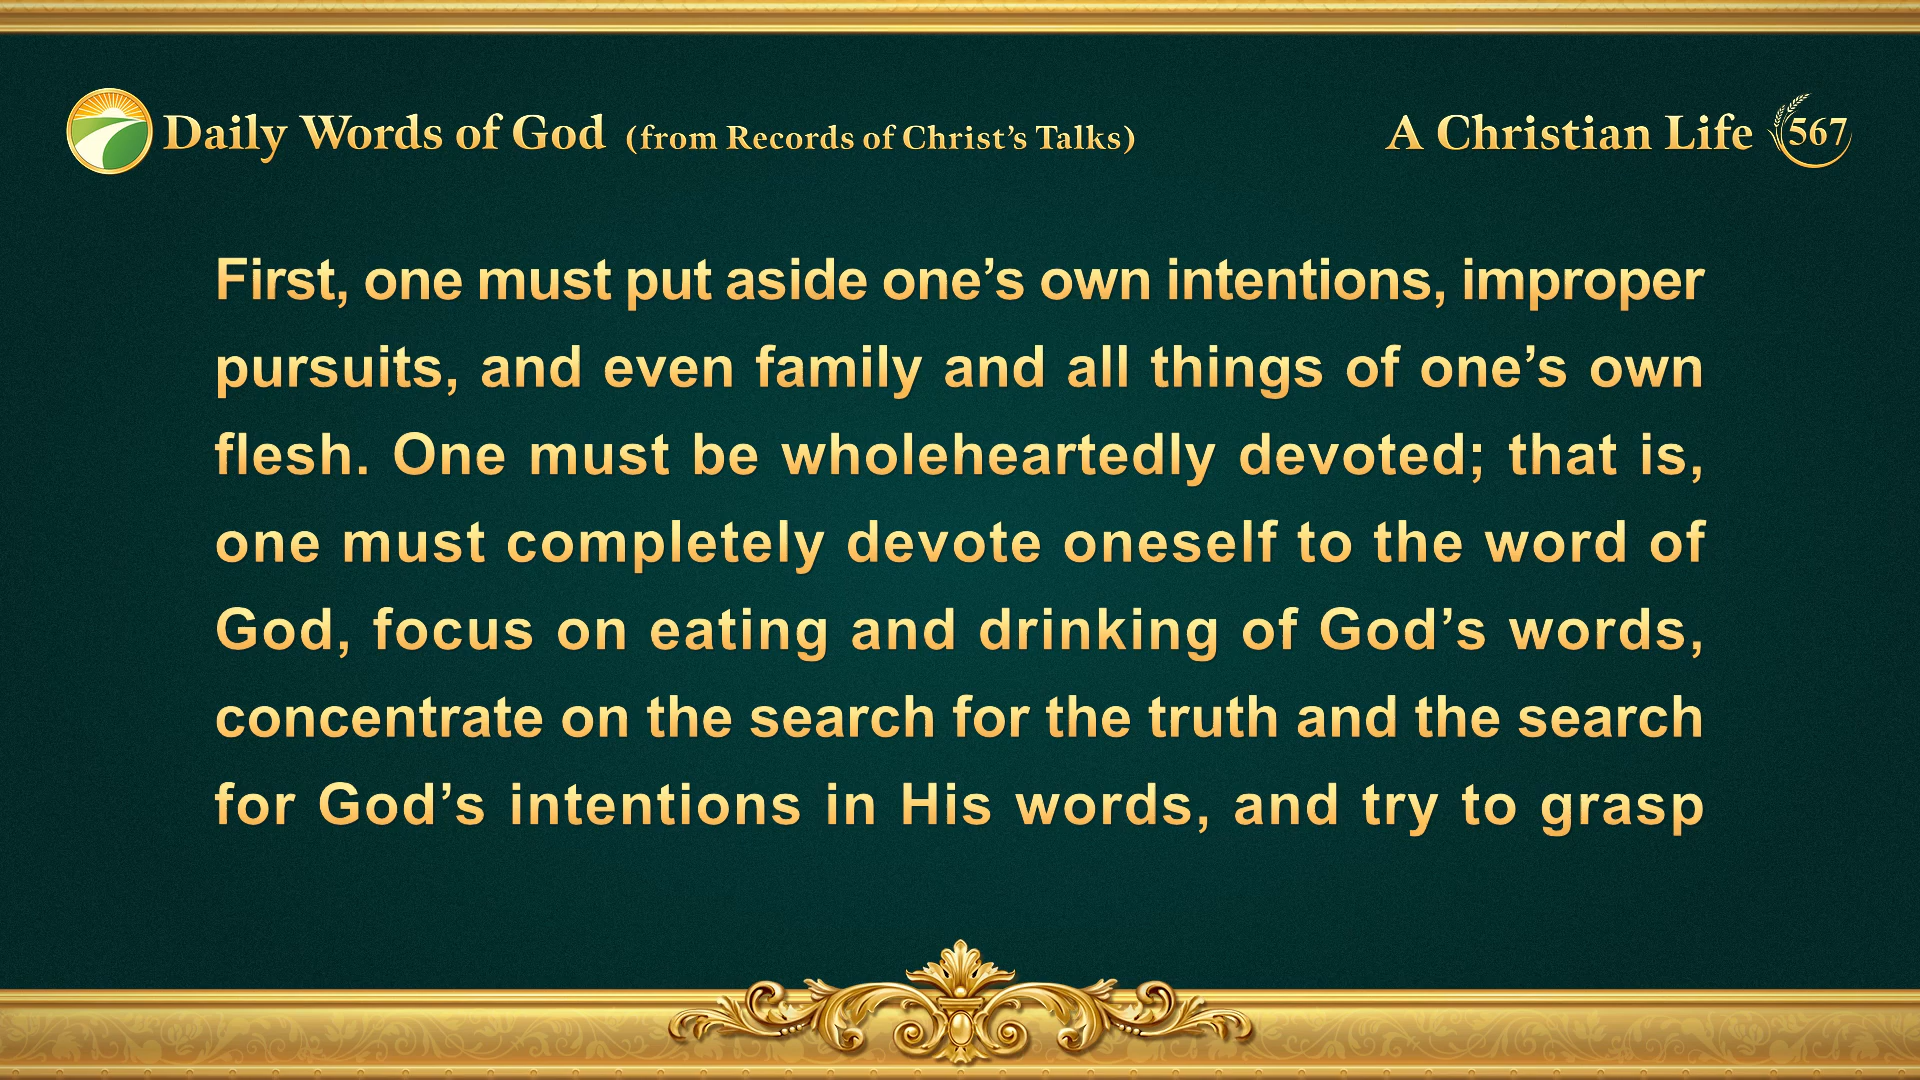 Daily Words of God (from Records of Christ’s Talks)
A Christian Life 567
First, one must put aside one’s own intentions, improper
pursuits, and even family and all things of one’s own
flesh. One must be wholeheartedly devoted; that is,
one must completely devote oneself to the word of
God, focus on eating and drinking of God’s words,
concentrate on the search for the truth and the search
for God’s intentions in His words, and try to grasp